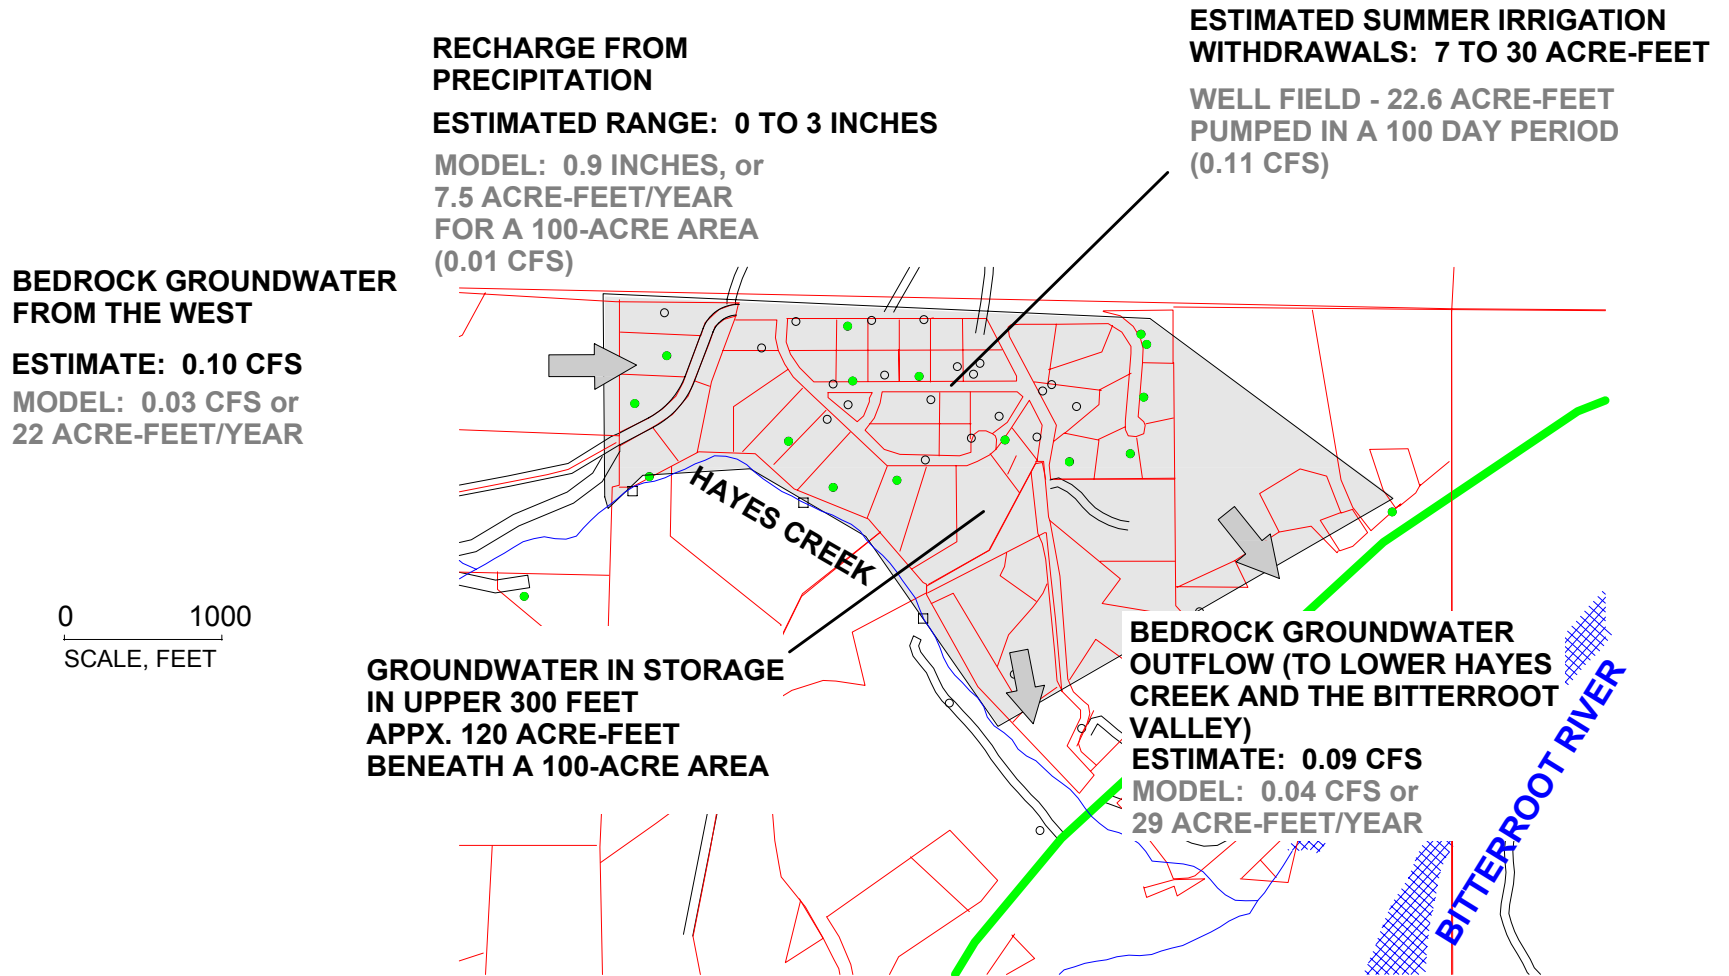 ESTIMATED SUMMER IRRIGATION
WITHDRAWALS: 7 TO 30 ACRE-FEET
WELL FIELD - 22.6 ACRE-FEET
PUMPED IN A 100 DAY PERIOD
(0.11 CFS)
RECHARGE FROM
PRECIPITATION
ESTIMATED RANGE: 0 TO 3 INCHES
MODEL: 0.9 INCHES, or
7.5 ACRE-FEET/YEAR
FOR A 100-ACRE AREA
(0.01 CFS)
BEDROCK GROUNDWATER
FROM THE WEST
ESTIMATE: 0.10 CFS
MODEL: 0.03 CFS or
22 ACRE-FEET/YEAR
HAYES CREEK
0 1000
SCALE, FEET
GROUNDWATER IN STORAGE
IN UPPER 300 FEET
APPX. 120 ACRE-FEET
BENEATH A 100-ACRE AREA
BEDROCK GROUNDWATER
OUTFLOW (TO LOWER HAYES
CREEK AND THE BITTERROOT
VALLEY)
ESTIMATE: 0.09 CFS
MODEL: 0.04 CFS or
29 ACRE-FEET/YEAR
BITTERROOT RIVER